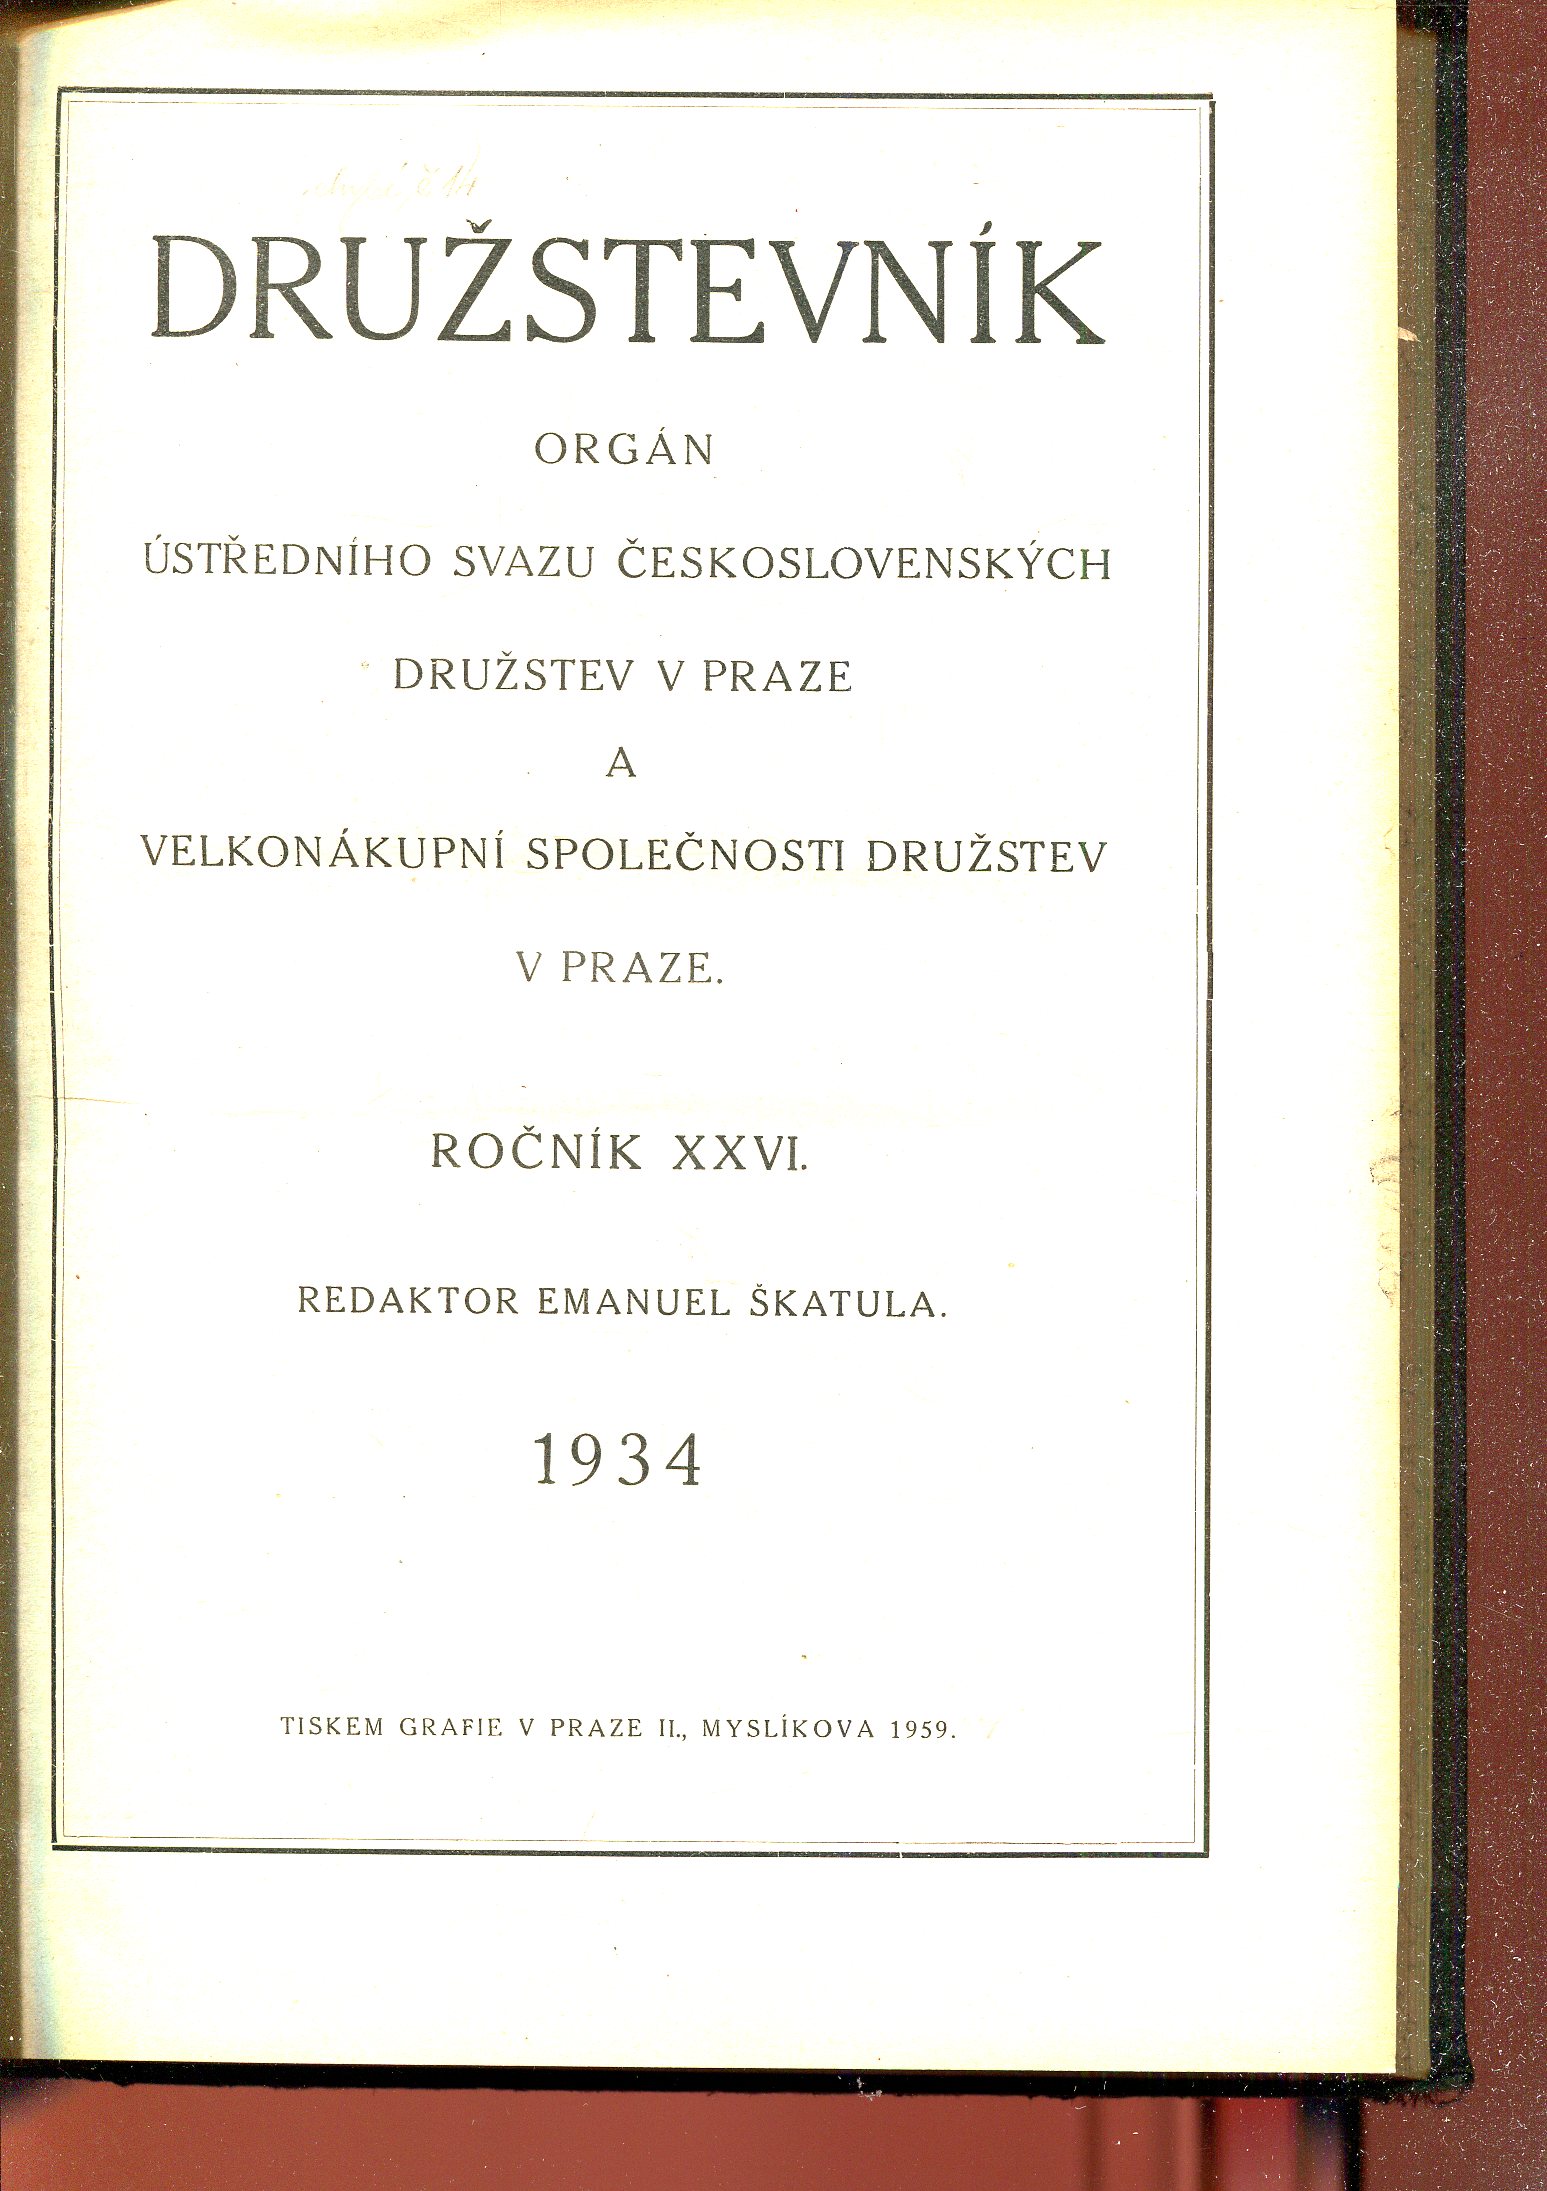 DRUŽSTEVNÍK
ORGÁN
ÚSTŘEDNÍHO SVAZU ČESKOSLOVENSKÝCH
DRUŽSTEV V PRAZE
A
VELKONÁKUPNÍ SPOLEČNOSTI DRUŽSTEV
V PRAZE.
ROČNÍK XXVI.
REDAKTOR EMANUEL ŠKATULA.
1934
TISKEM GRAFIE V PRAZE II., MYSLÍKOVA 1959.